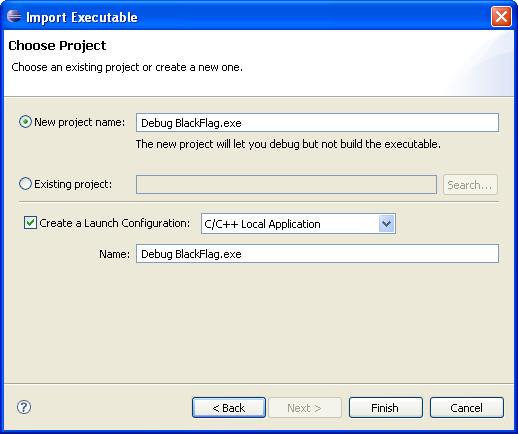 Import Executable
Choose Project
Choose an existing project or create a new one.
New project name: Debug BlackFlag.exe
The new project will let you debug but not build the executable.
Existing project: Search...
Create a Launch Configuration: C/C++ Local Application
Name: Debug BlackFlag.exe
? < Back Next > Finish Cancel